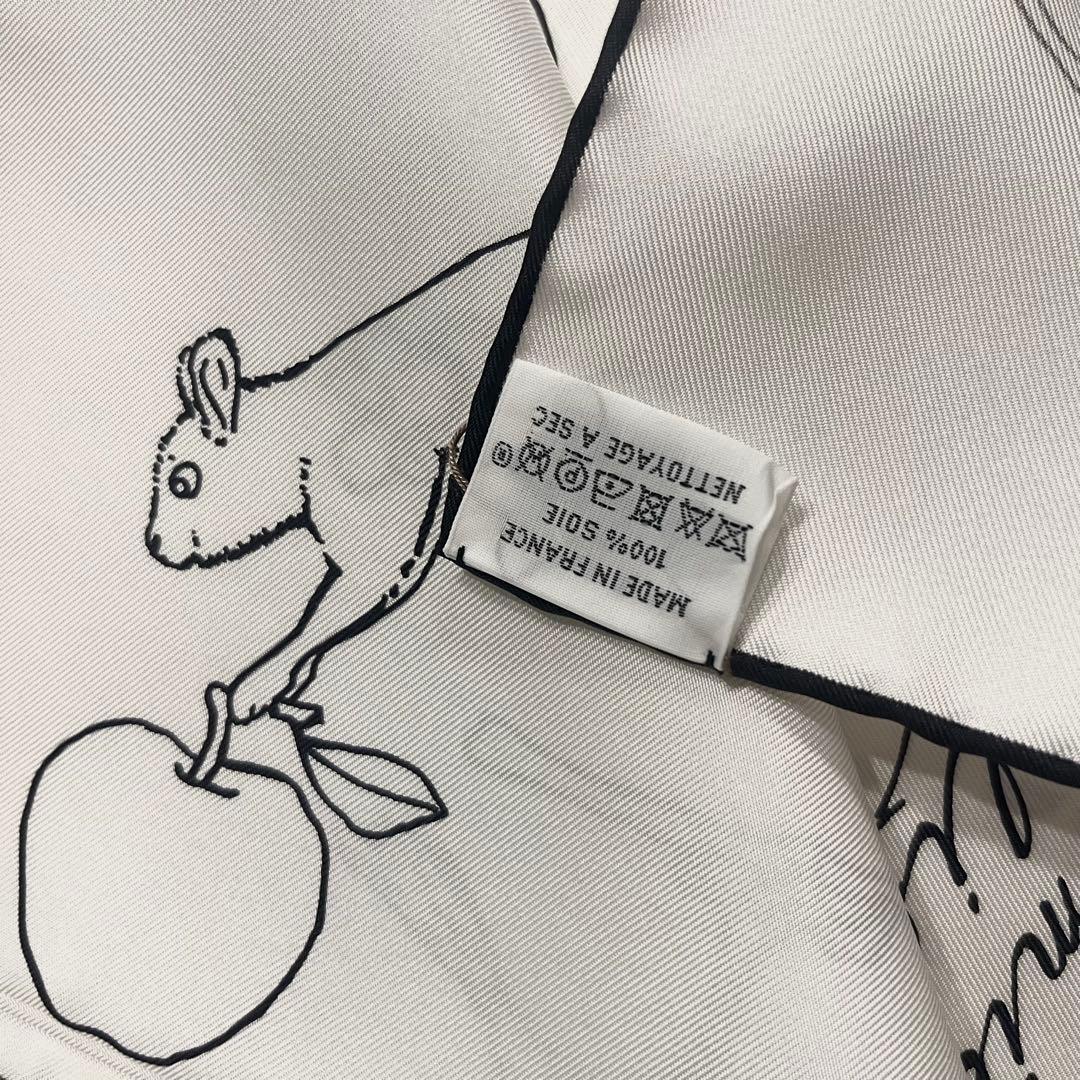 MADE IN FRANCE
100% SOIE
NETTOYAGE A SEC